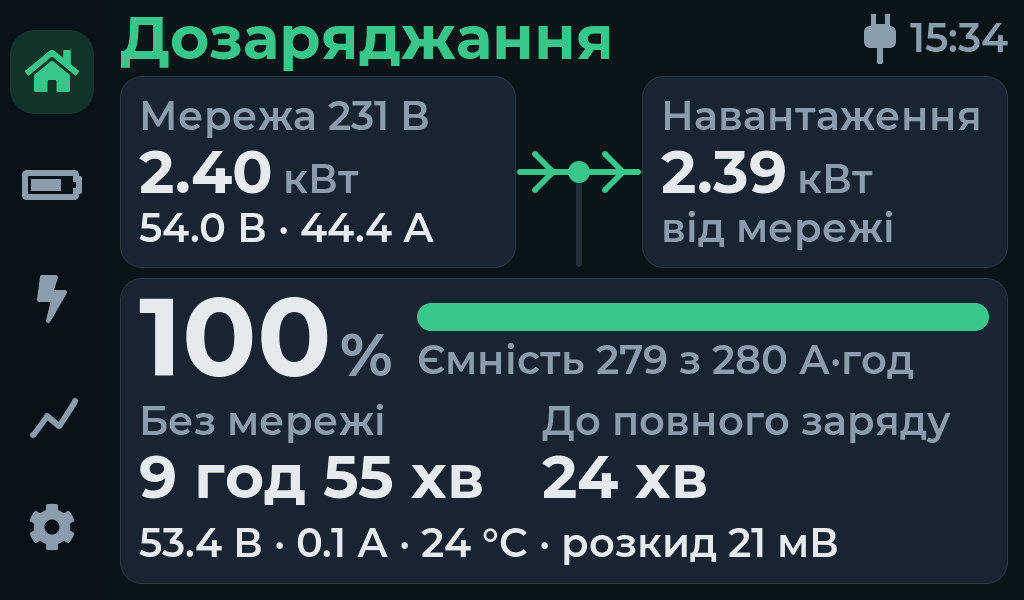 Дозаряджання
15:34
Мережа 231 В
2.40 кВт
54.0 В · 44.4 А
Навантаження
2.39 кВт
від мережі
100 %
Ємність 279 з 280 А·год
Без мережі
9 год 55 хв
До повного заряду
24 хв
53.4 В · 0.1 А · 24 °C · розкид 21 мВ